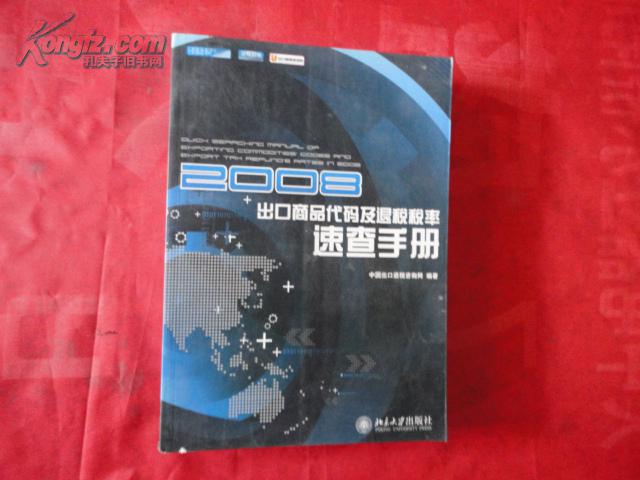 Kongfz.com
孔夫子旧书网
QUICK SEARCHING MANUAL OF
EXPORTING COMMODITIES' CODES AND
EXPORT TAX REFUND'S RATES IN 2008
2008
出口商品代码及退税税率
速查手册
中国出口退税咨询网 编著
北京大学出版社
PEKING UNIVERSITY PRESS